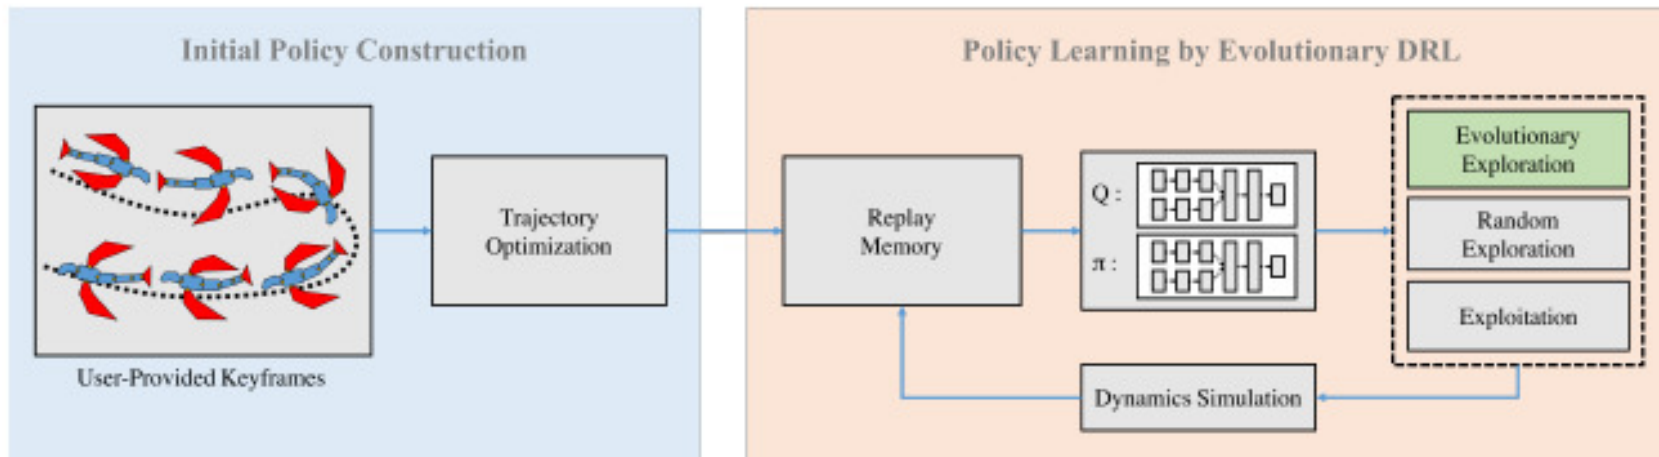 Initial Policy Construction
User-Provided Keyframes
Trajectory
Optimization
Policy Learning by Evolutionary DRL
Replay
Memory
Q :
π :
Evolutionary
Exploration
Random
Exploration
Exploitation
Dynamics Simulation